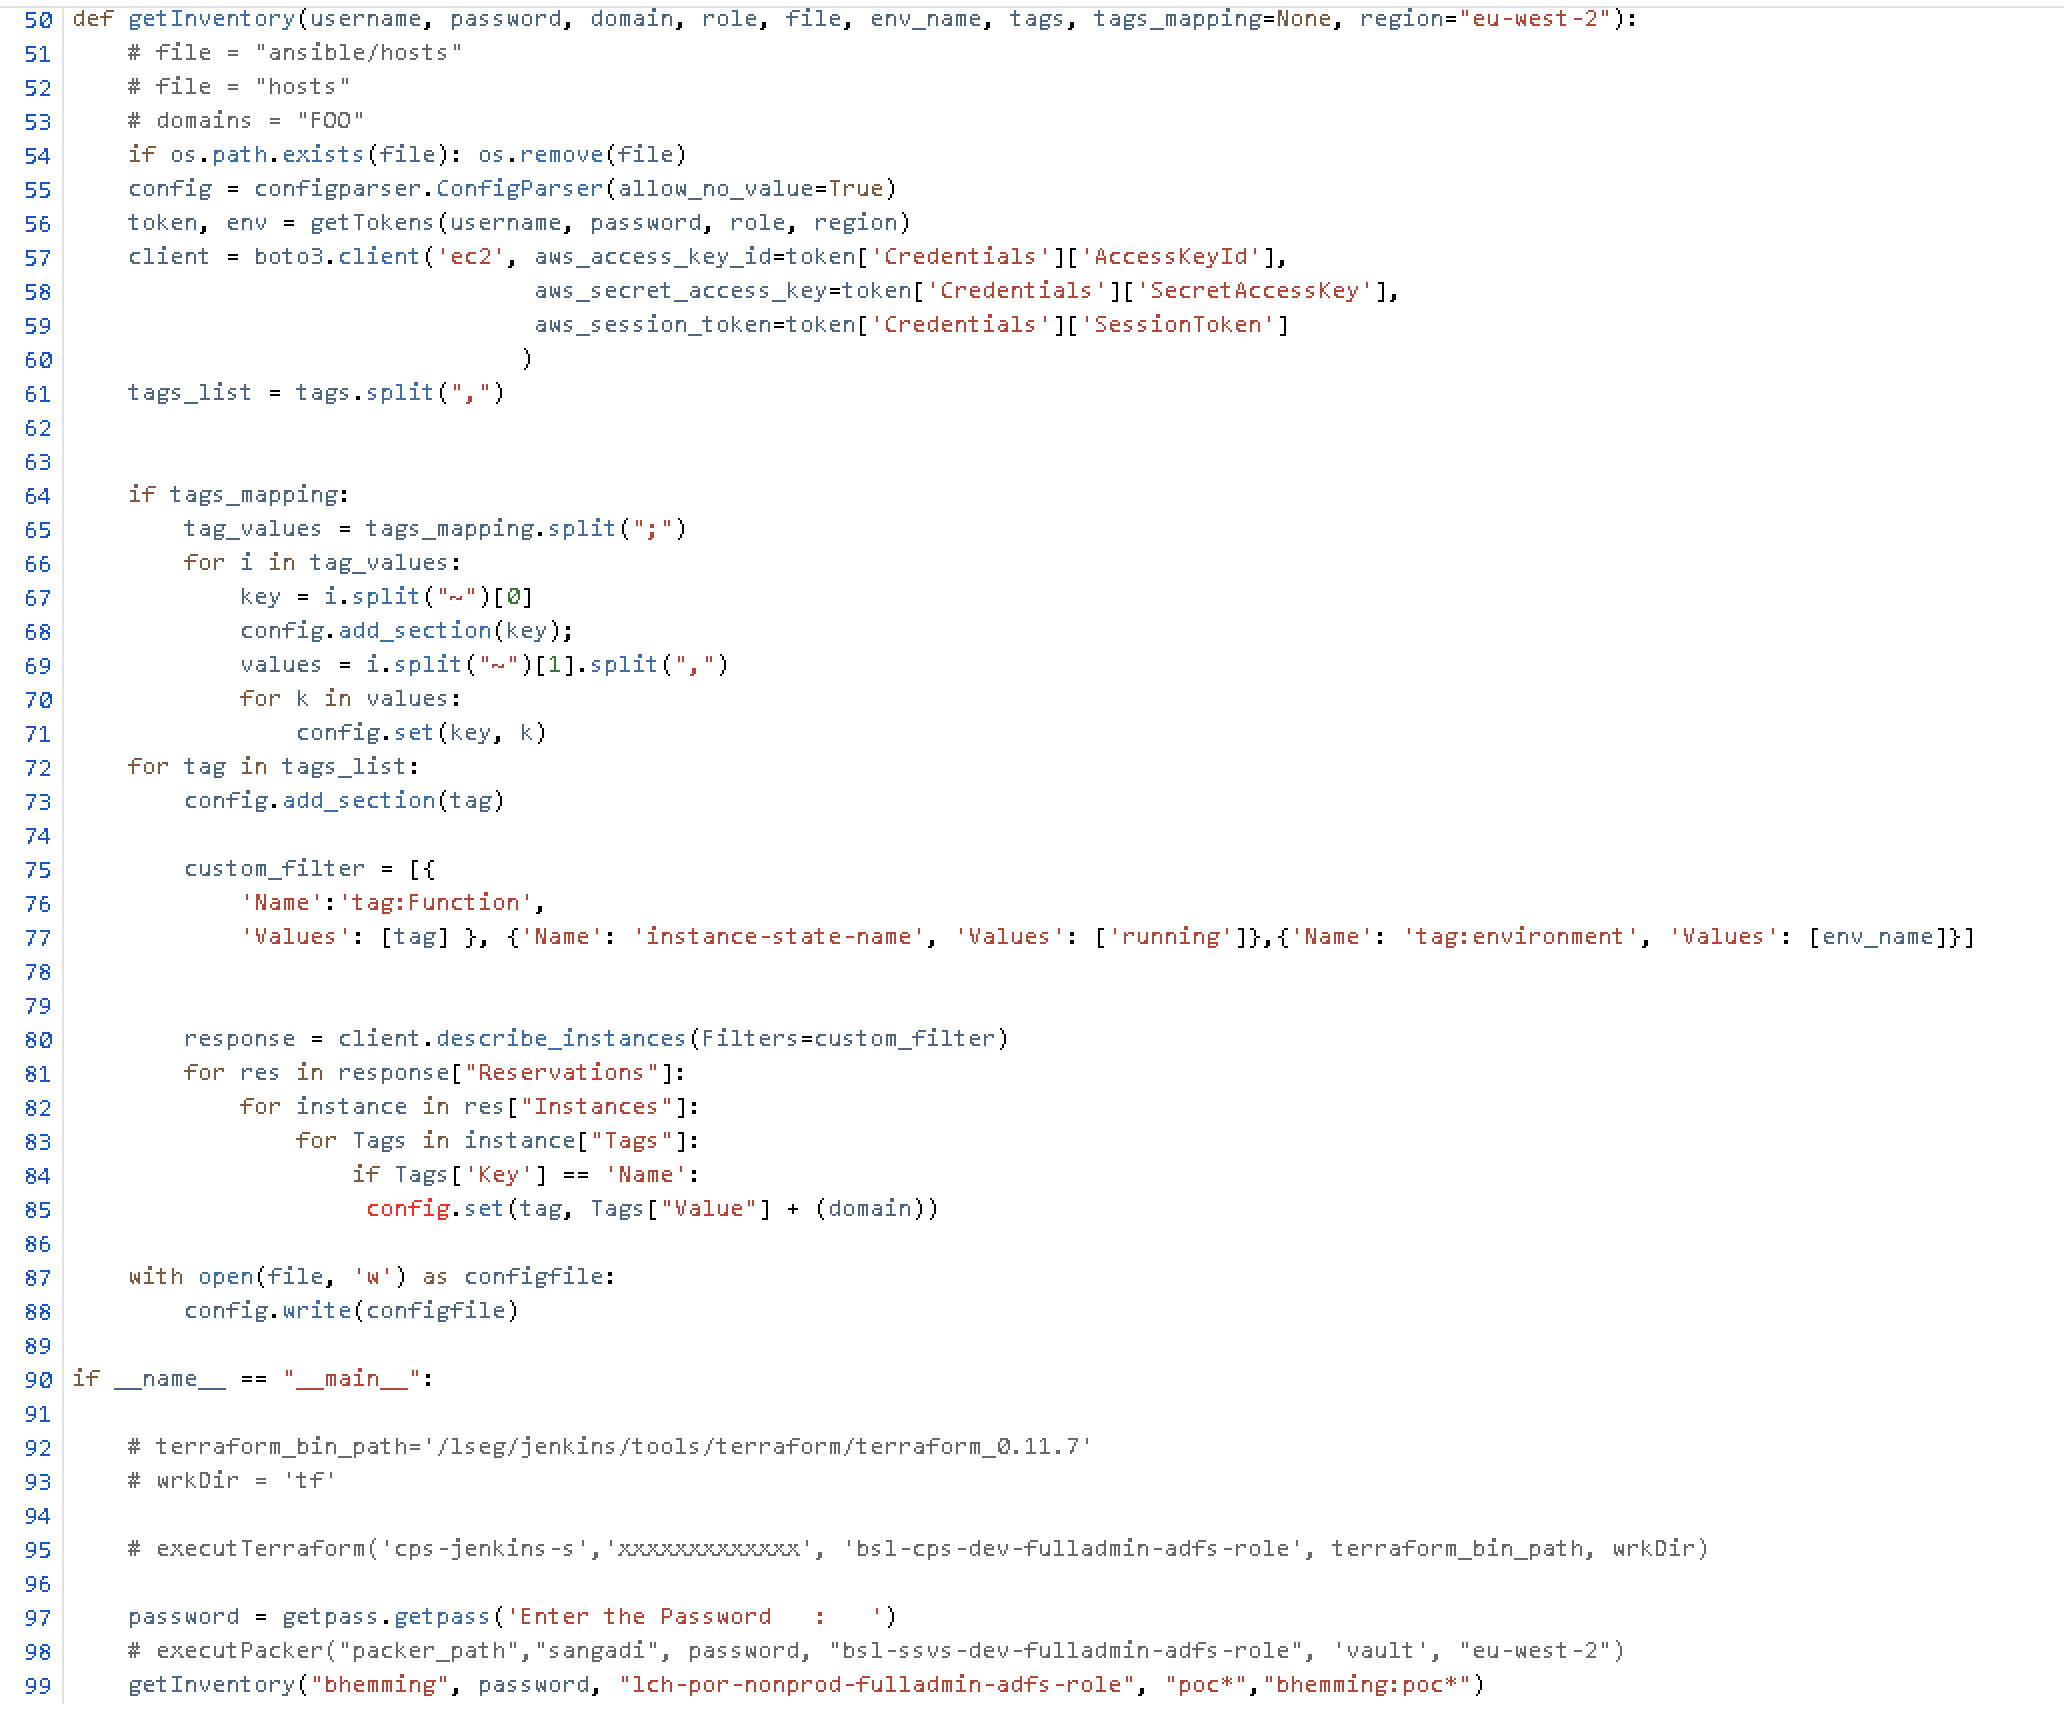 50 def getInventory(username, password, domain, role, file, env_name, tags, tags_mapping=None, region="eu-west-2"):
51     # file = "ansible/hosts"
52     # file = "hosts"
53     # domains = "FOO"
54     if os.path.exists(file): os.remove(file)
55     config = configparser.ConfigParser(allow_no_value=True)
56     token, env = getTokens(username, password, role, region)
57     client = boto3.client('ec2', aws_access_key_id=token['Credentials']['AccessKeyId'],
58                                  aws_secret_access_key=token['Credentials']['SecretAccessKey'],
59                                  aws_session_token=token['Credentials']['SessionToken']
60                                 )
61     tags_list = tags.split(",")
62
63
64     if tags_mapping:
65         tag_values = tags_mapping.split(";")
66         for i in tag_values:
67             key = i.split("~")[0]
68             config.add_section(key);
69             values = i.split("~")[1].split(",")
70             for k in values:
71                 config.set(key, k)
72     for tag in tags_list:
73         config.add_section(tag)
74
75         custom_filter = [{
76             'Name':'tag:Function',
77             'Values': [tag] }, {'Name': 'instance-state-name', 'Values': ['running']},{'Name': 'tag:environment', 'Values': [env_name]}]
78
79
80         response = client.describe_instances(Filters=custom_filter)
81         for res in response["Reservations"]:
82             for instance in res["Instances"]:
83                 for Tags in instance["Tags"]:
84                     if Tags['Key'] == 'Name':
85                      config.set(tag, Tags["Value"] + (domain))
86
87     with open(file, 'w') as configfile:
88         config.write(configfile)
89
90 if __name__ == "__main__":
91
92     # terraform_bin_path='/lseg/jenkins/tools/terraform/terraform_0.11.7'
93     # wrkDir = 'tf'
94
95     # executTerraform('cps-jenkins-s','xxxxxxxxxxxxx', 'bsl-cps-dev-fulladmin-adfs-role', terraform_bin_path, wrkDir)
96
97     password = getpass.getpass('Enter the Password   :   ')
98     # executPacker("packer_path","sangadi", password, "bsl-ssvs-dev-fulladmin-adfs-role", 'vault', "eu-west-2")
99     getInventory("bhemming", password, "lch-por-nonprod-fulladmin-adfs-role", "poc*","bhemming:poc*")